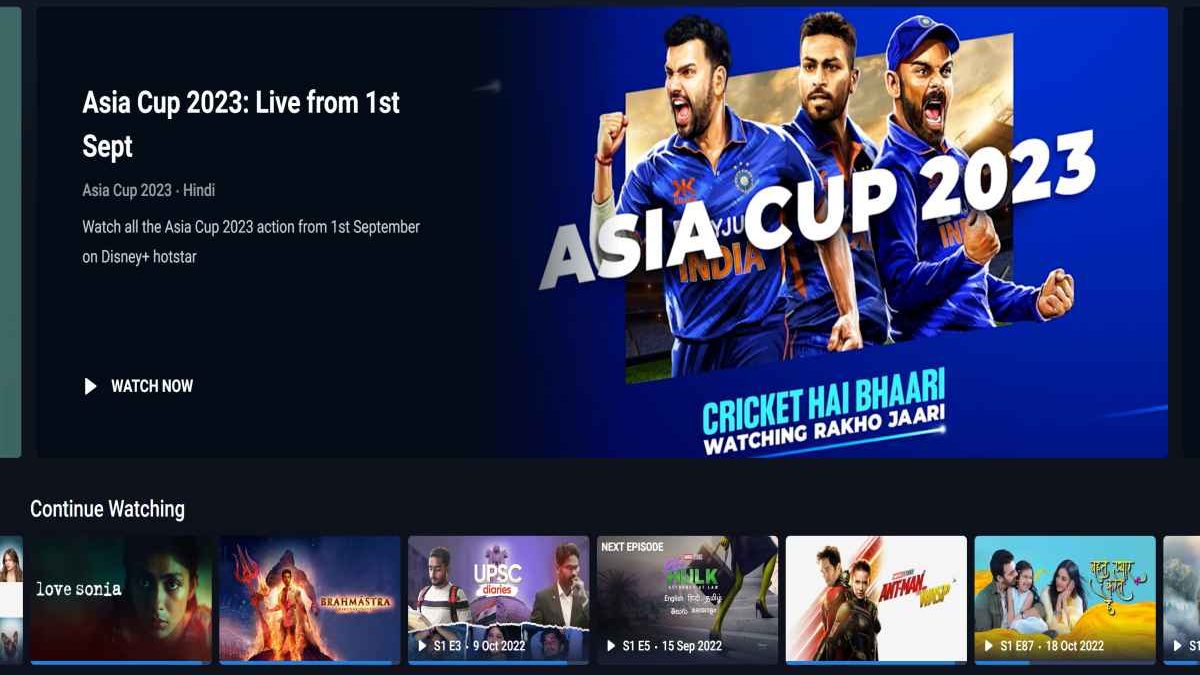 Asia Cup 2023: Live from 1st
Sept
Asia Cup 2023 · Hindi
Watch all the Asia Cup 2023 action from 1st September
on Disney+ hotstar
WATCH NOW
INDIA
ASIA CUP 2023
CRICKET HAI BHAARI
WATCHING RAKHO JAARI
Continue Watching
love sonia
BRAHMASTRA
UPSC
diaries
S1 E3 · 9 Oct 2022
NEXT EPISODE
HULK
English हिन्दी தமிழ்
తెలుగు മലയാളം
S1 E5 · 15 Sep 2022
ANT-MAN
WASP
बहुत प्यार
करते
हैं
S1 E87 · 18 Oct 2022
S1